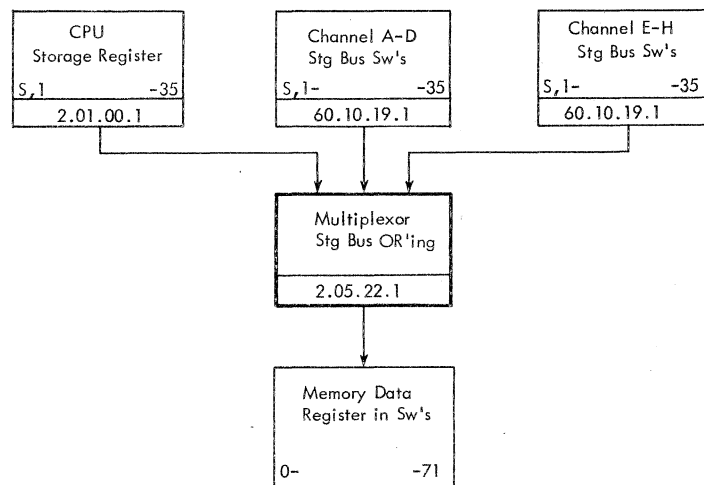 CPU
Storage Register
S,1 -35
2.01.00.1
Channel A-D
Stg Bus Sw's
S,1- -35
60.10.19.1
Channel E-H
Stg Bus Sw's
S,1- -35
60.10.19.1
Multiplexor
Stg Bus OR'ing
2.05.22.1
Memory Data
Register in Sw's
0- -71